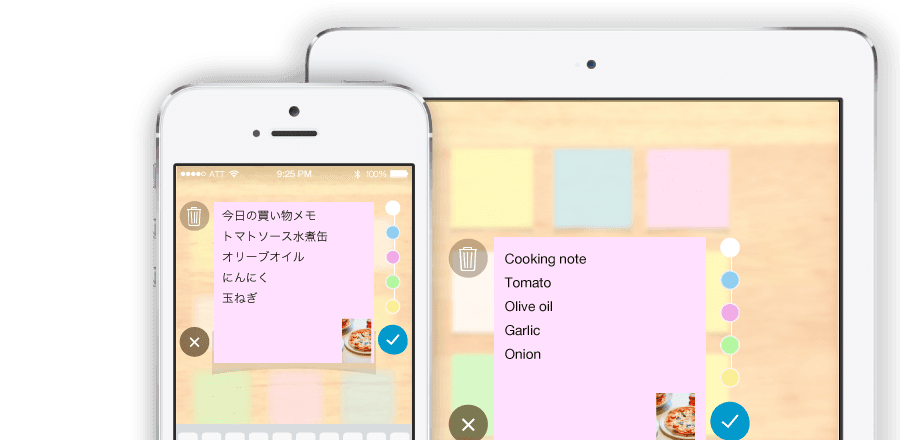 ATT 9:25 PM 100%
今日の買い物メモ
トマトソース水煮缶
オリーブオイル
にんにく
玉ねぎ
Cooking note
Tomato
Olive oil
Garlic
Onion